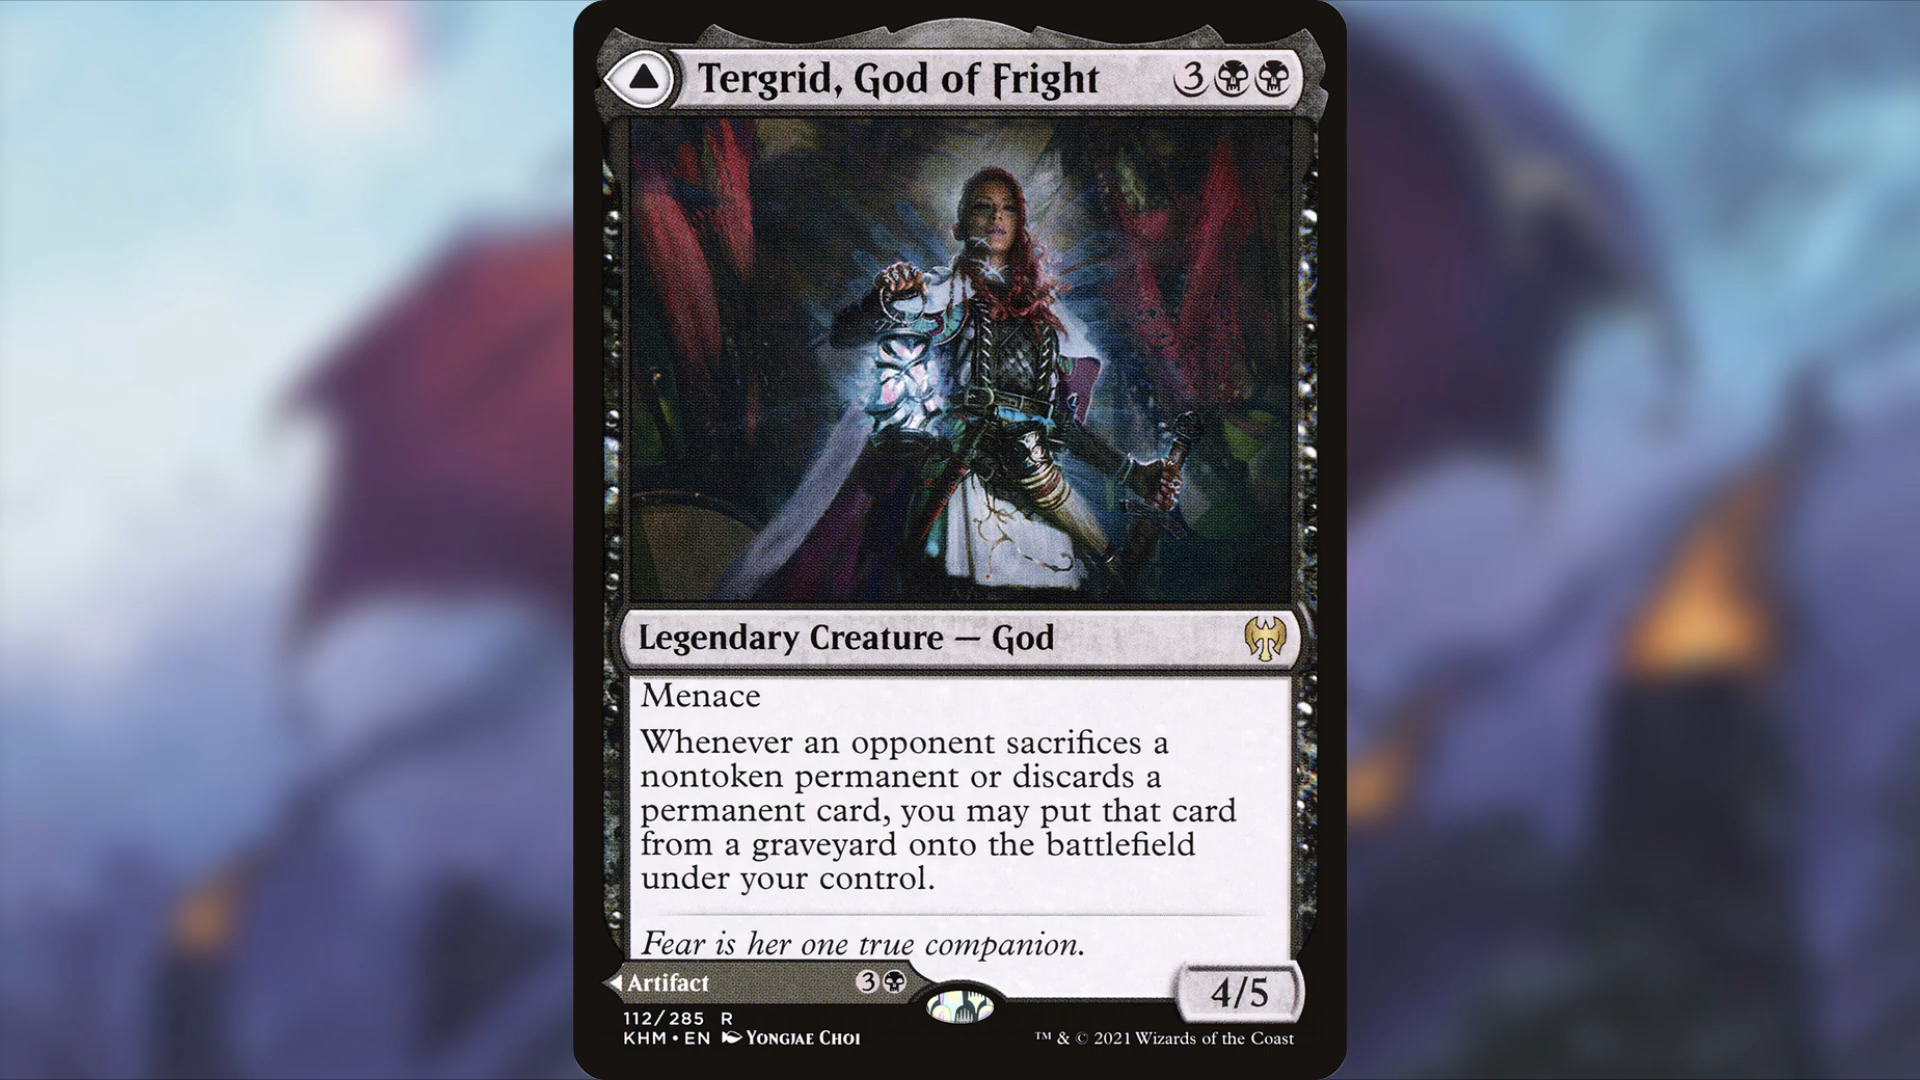 Tergrid, God of Fright 3
Legendary Creature — God
Menace
Whenever an opponent sacrifices a
nontoken permanent or discards a
permanent card, you may put that card
from a graveyard onto the battlefield
under your control.
Fear is her one true companion.
Artifact 3
4/5
112/285 R
KHM • EN Yongjae Choi
™ & © 2021 Wizards of the Coast